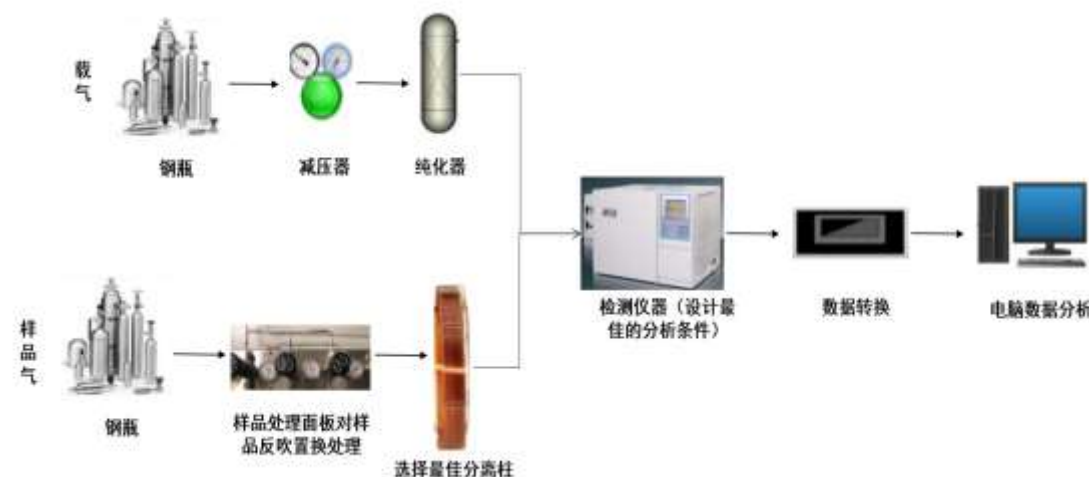 载气
钢瓶
减压器
纯化器
检测仪器（设计最
佳的分析条件）
数据转换
电脑数据分析
样品气
钢瓶
样品处理面板对样
品反吹置换处理
选择最佳分离柱